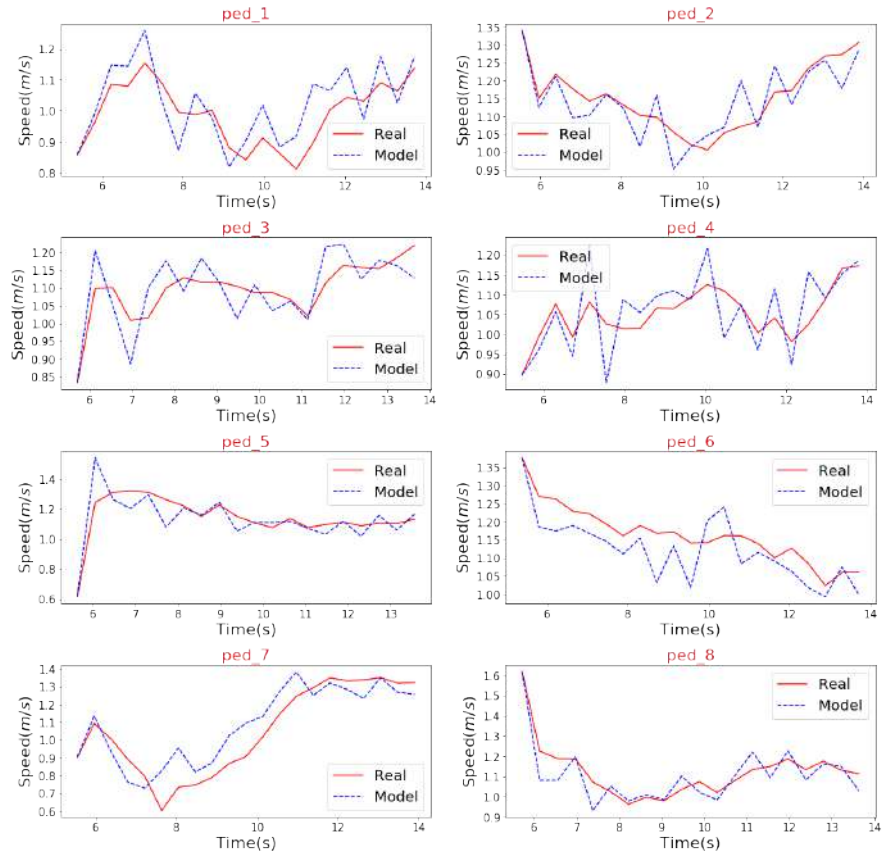 ped_1
1.2
1.1
1.0
0.9
0.8
Speed(m/s)
Real
Model
6
8
10
12
14
Time(s)
ped_2
1.35
1.30
1.25
1.20
1.15
1.10
1.05
1.00
0.95
Speed(m/s)
Real
Model
6
8
10
12
14
Time(s)
ped_3
1.20
1.15
1.10
1.05
1.00
0.95
0.90
0.85
Speed(m/s)
Real
Model
6
7
8
9
10
11
12
13
14
Time(s)
ped_4
1.20
1.15
1.10
1.05
1.00
0.95
0.90
Speed(m/s)
Real
Model
6
8
10
12
14
Time(s)
ped_5
1.4
1.2
1.0
0.8
0.6
Speed(m/s)
Real
Model
6
7
8
9
10
11
12
13
Time(s)
ped_6
1.35
1.30
1.25
1.20
1.15
1.10
1.05
1.00
Speed(m/s)
Real
Model
6
8
10
12
14
Time(s)
ped_7
1.4
1.3
1.2
1.1
1.0
0.9
0.8
0.7
0.6
Speed(m/s)
Real
Model
6
8
10
12
14
Time(s)
ped_8
1.6
1.5
1.4
1.3
1.2
1.1
1.0
0.9
Speed(m/s)
Real
Model
6
7
8
9
10
11
12
13
14
Time(s)